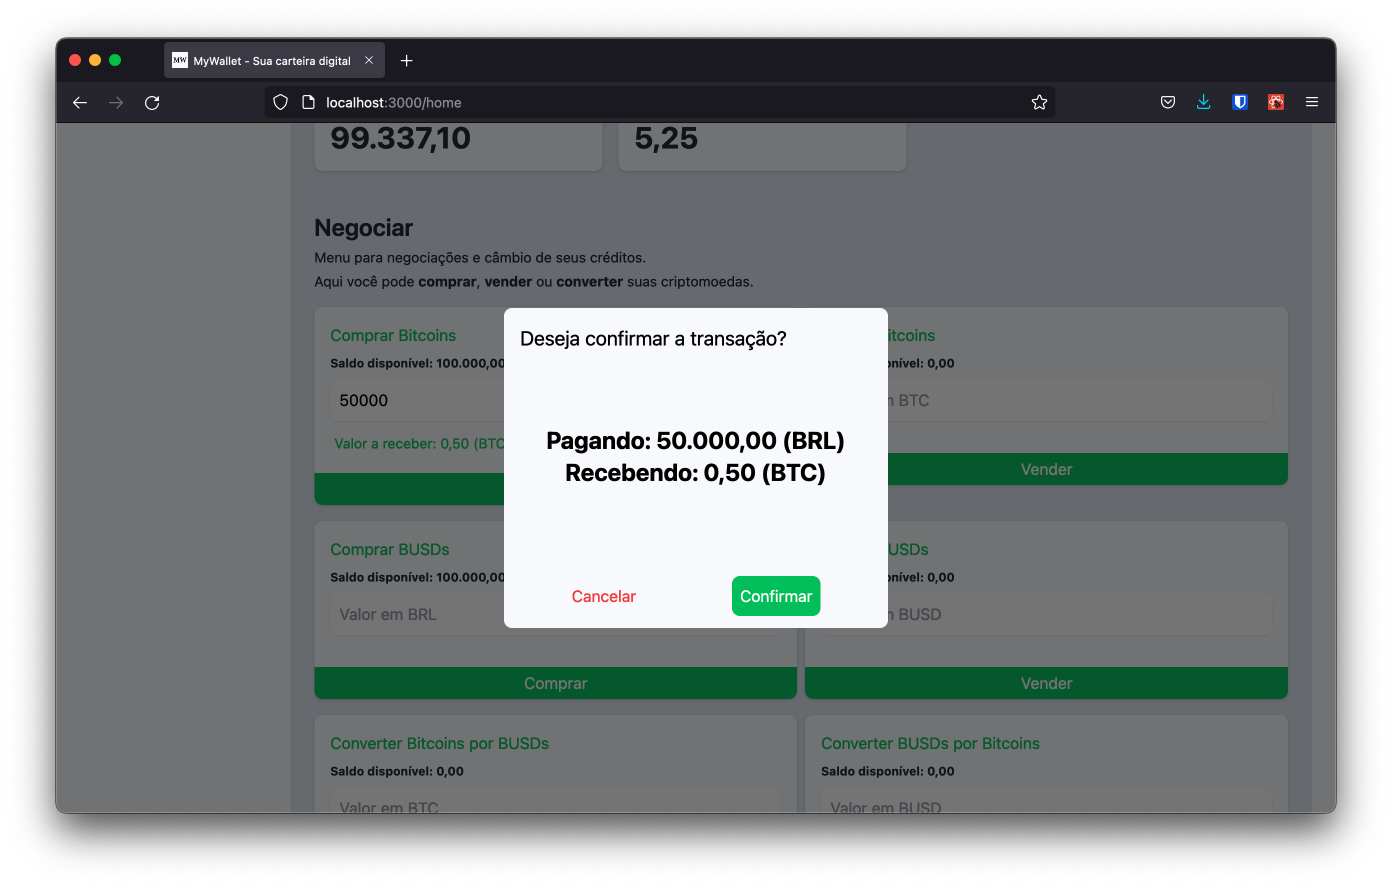 MW MyWallet - Sua carteira digital
localhost:3000/home
99.337,10 5,25
Negociar
Menu para negociações e câmbio de seus créditos.
Aqui você pode comprar, vender ou converter suas criptomoedas.
Comprar Bitcoins
Saldo disponível: 100.000,00
50000
Valor a receber: 0,50 (BTC
itcoins
nível: 0,00
BTC
Vender
Deseja confirmar a transação?
Pagando: 50.000,00 (BRL)
Recebendo: 0,50 (BTC)
Cancelar Confirmar
Comprar BUSDs
Saldo disponível: 100.000,00
Valor em BRL
Comprar
USDs
nível: 0,00
BUSD
Vender
Converter Bitcoins por BUSDs
Saldo disponível: 0,00
Valor em BTC
Converter BUSDs por Bitcoins
Saldo disponível: 0,00
Valor em BUSD